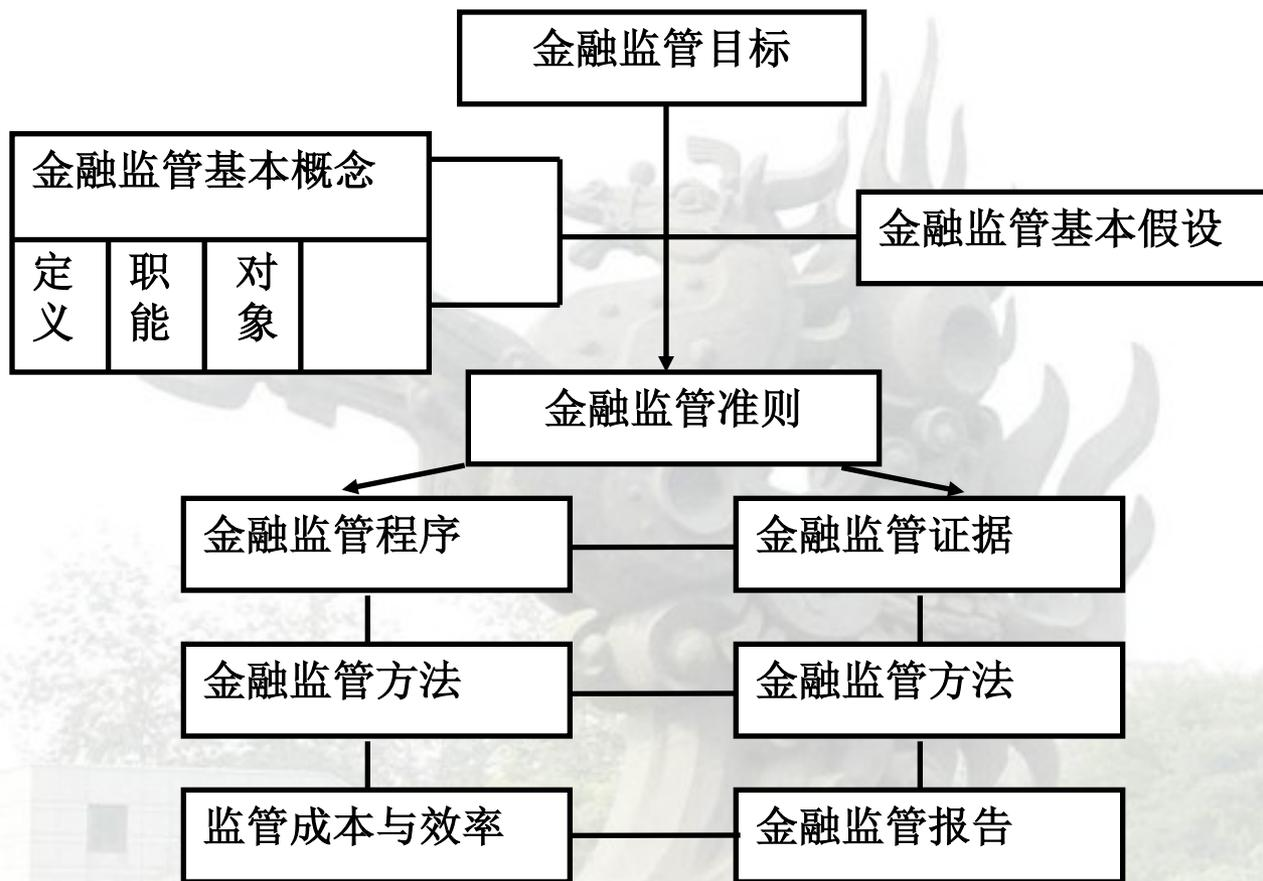 金融监管目标
金融监管基本概念
定义
职能
对象
金融监管基本假设
金融监管准则
金融监管程序
金融监管证据
金融监管方法
金融监管方法
监管成本与效率
金融监管报告